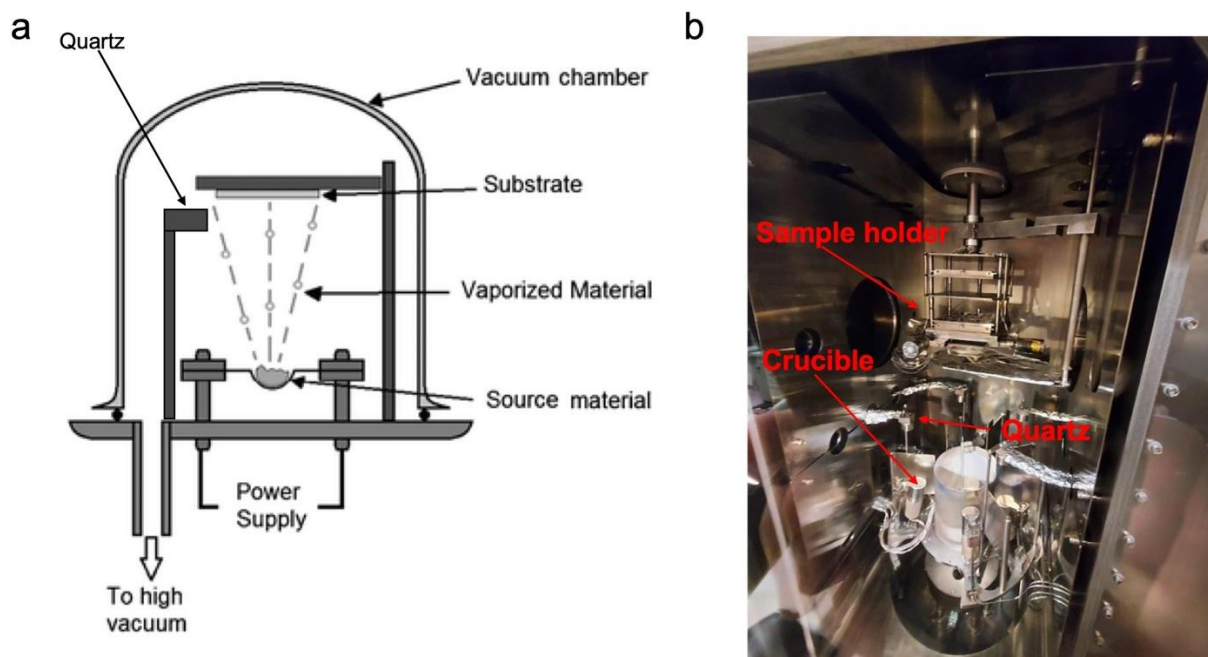 a
Quartz
Vacuum chamber
Substrate
Vaporized Material
Source material
Power
Supply
To high
vacuum
b
Sample holder
Crucible
Quartz